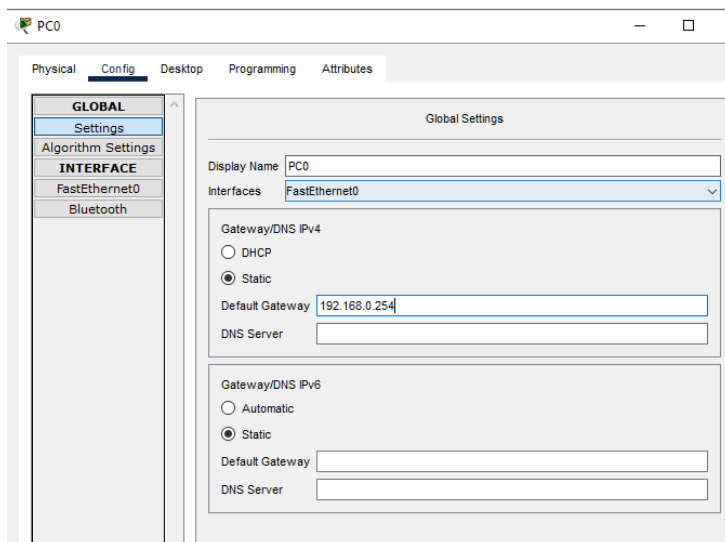 PC0
Physical Config Desktop Programming Attributes
GLOBAL
Settings
Algorithm Settings
INTERFACE
FastEthernet0
Bluetooth
Global Settings
Display Name PC0
Interfaces FastEthernet0
Gateway/DNS IPv4
DHCP
Static
Default Gateway 192.168.0.254
DNS Server
Gateway/DNS IPv6
Automatic
Static
Default Gateway
DNS Server